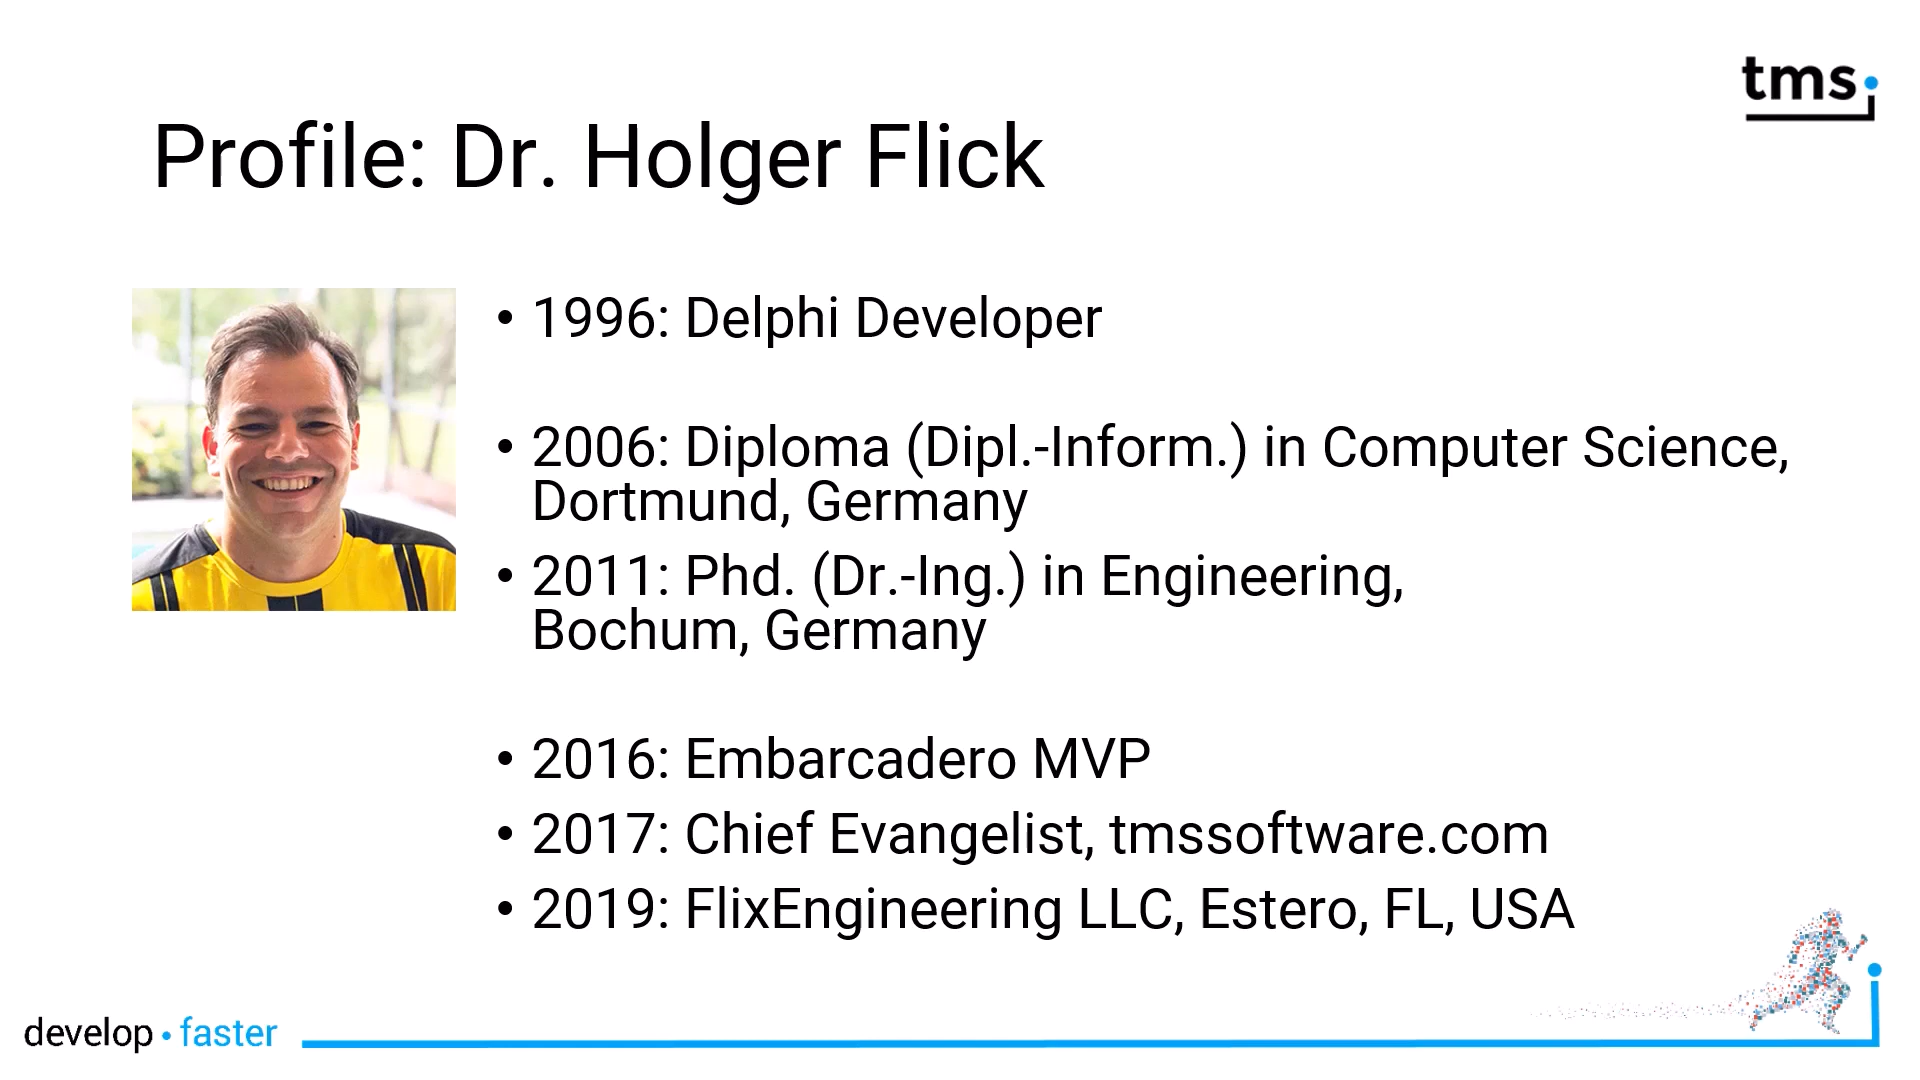 tms
Profile: Dr. Holger Flick
• 1996: Delphi Developer
• 2006: Diploma (Dipl.-Inform.) in Computer Science,
Dortmund, Germany
• 2011: Phd. (Dr.-Ing.) in Engineering,
Bochum, Germany
• 2016: Embarcadero MVP
• 2017: Chief Evangelist, tmssoftware.com
• 2019: FlixEngineering LLC, Estero, FL, USA
develop • faster